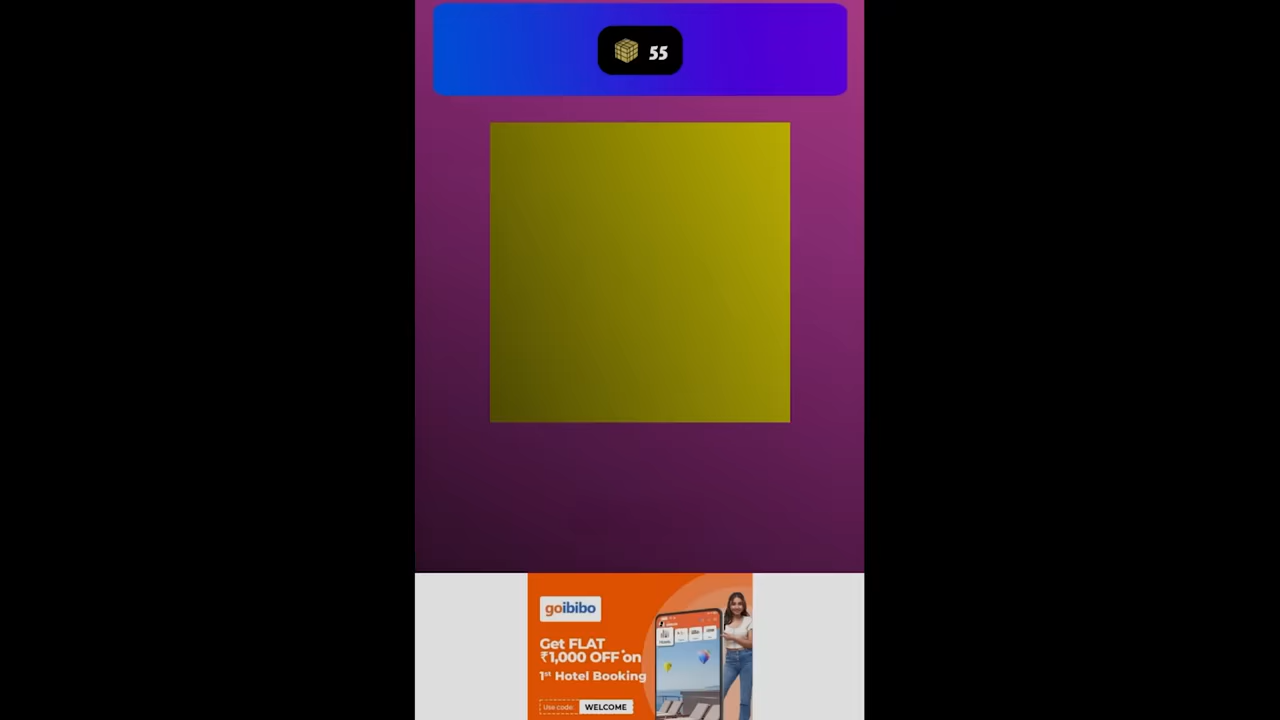 55
goibibo
Get FLAT
₹1,000 OFF*on
1st Hotel Booking
Use code: WELCOME